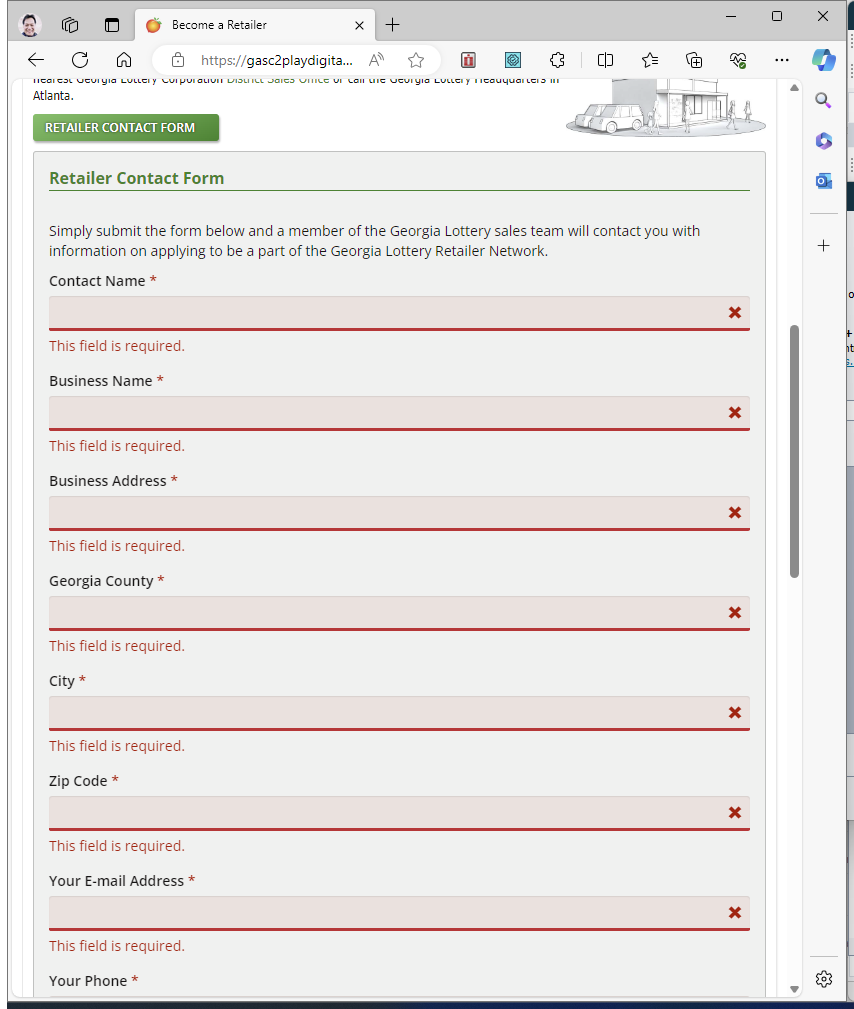 Become a Retailer
https://gasc2playdigita...
nearest Georgia Lottery Corporation District Sales Office or call the Georgia Lottery Headquarters in
Atlanta.
RETAILER CONTACT FORM
Retailer Contact Form
Simply submit the form below and a member of the Georgia Lottery sales team will contact you with
information on applying to be a part of the Georgia Lottery Retailer Network.
Contact Name *
This field is required.
Business Name *
This field is required.
Business Address *
This field is required.
Georgia County *
This field is required.
City *
This field is required.
Zip Code *
This field is required.
Your E-mail Address *
This field is required.
Your Phone *